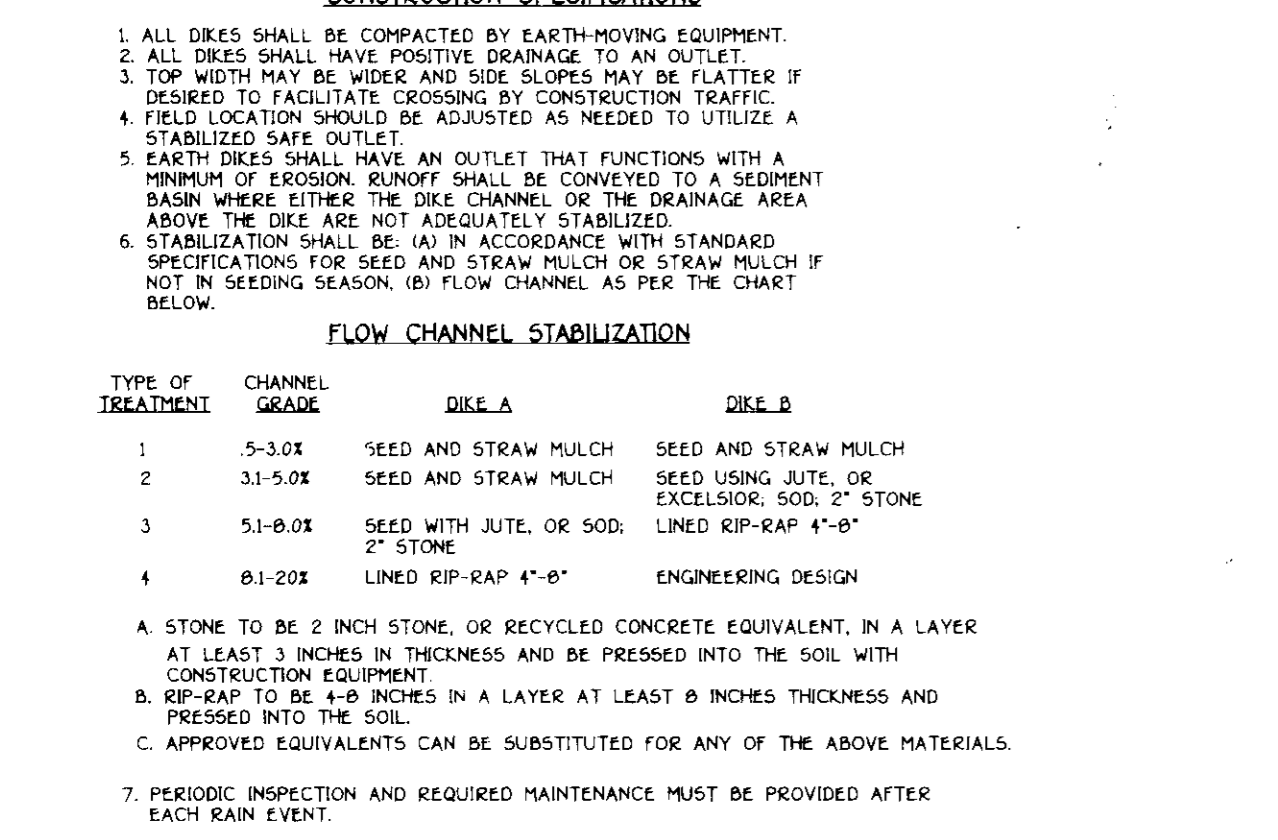 CONSTRUCTION SPECIFICATIONS
1. ALL DIKES SHALL BE COMPACTED BY EARTH-MOVING EQUIPMENT.
2. ALL DIKES SHALL HAVE POSITIVE DRAINAGE TO AN OUTLET.
3. TOP WIDTH MAY BE WIDER AND SIDE SLOPES MAY BE FLATTER IF
DESIRED TO FACILITATE CROSSING BY CONSTRUCTION TRAFFIC.
4. FIELD LOCATION SHOULD BE ADJUSTED AS NEEDED TO UTILIZE A
STABILIZED SAFE OUTLET.
5. EARTH DIKES SHALL HAVE AN OUTLET THAT FUNCTIONS WITH A
MINIMUM OF EROSION. RUNOFF SHALL BE CONVEYED TO A SEDIMENT
BASIN WHERE EITHER THE DIKE CHANNEL OR THE DRAINAGE AREA
ABOVE THE DIKE ARE NOT ADEQUATELY STABILIZED.
6. STABILIZATION SHALL BE: (A) IN ACCORDANCE WITH STANDARD
SPECIFICATIONS FOR SEED AND STRAW MULCH OR STRAW MULCH IF
NOT IN SEEDING SEASON, (B) FLOW CHANNEL AS PER THE CHART
BELOW.
FLOW CHANNEL STABILIZATION
TYPE OF CHANNEL
TREATMENT GRADE DIKE A DIKE B
1 .5-3.0% SEED AND STRAW MULCH SEED AND STRAW MULCH
2 3.1-5.0% SEED AND STRAW MULCH SEED USING JUTE, OR
EXCELSIOR; SOD; 2" STONE
3 5.1-8.0% SEED WITH JUTE, OR SOD; LINED RIP-RAP 4"-8"
2" STONE
4 8.1-20% LINED RIP-RAP 4"-8" ENGINEERING DESIGN
A. STONE TO BE 2 INCH STONE, OR RECYCLED CONCRETE EQUIVALENT, IN A LAYER
AT LEAST 3 INCHES IN THICKNESS AND BE PRESSED INTO THE SOIL WITH
CONSTRUCTION EQUIPMENT.
B. RIP-RAP TO BE 4-8 INCHES IN A LAYER AT LEAST 8 INCHES THICKNESS AND
PRESSED INTO THE SOIL.
C. APPROVED EQUIVALENTS CAN BE SUBSTITUTED FOR ANY OF THE ABOVE MATERIALS.
7. PERIODIC INSPECTION AND REQUIRED MAINTENANCE MUST BE PROVIDED AFTER
EACH RAIN EVENT.